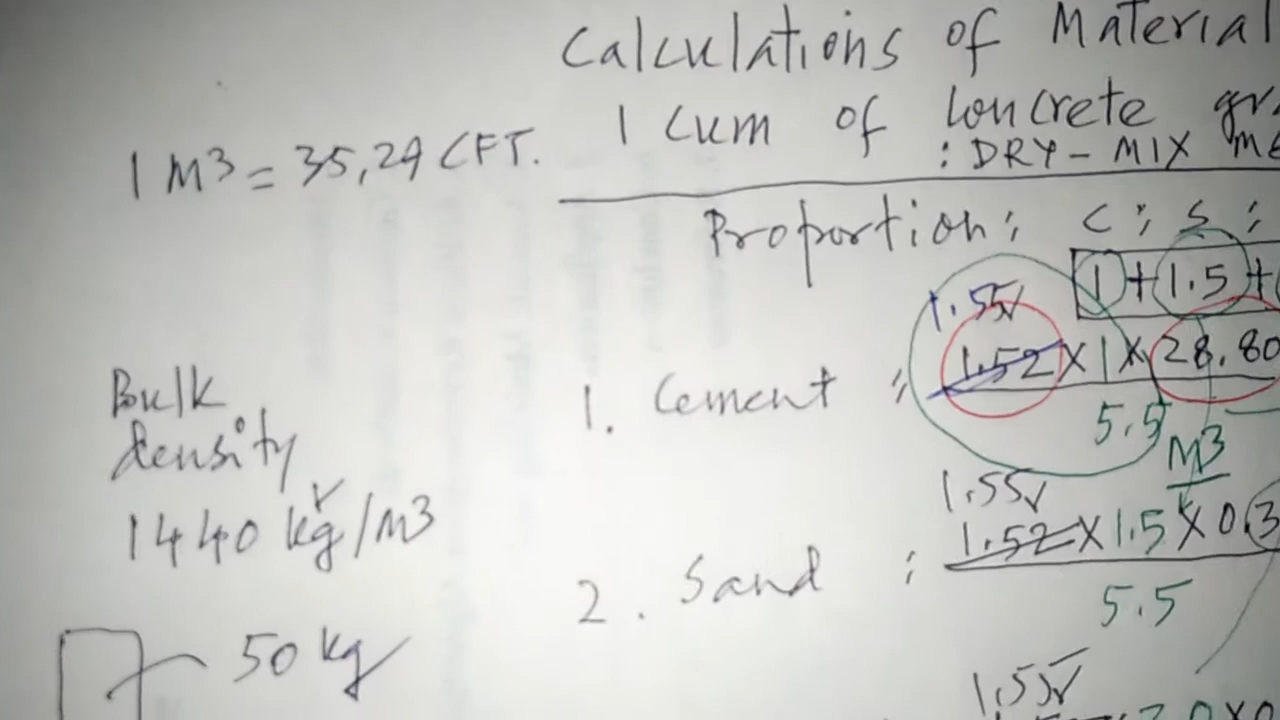 Calculations of Material
1 Cum of Concrete
: DRY - MIX
1 M3 = 35,29 CFT.
Proportion : C : S :
1 + 1.5 +
1.55
1. Cement : 1.52 X 1 X 28.80
5.5
Bulk
density
1440 kg/M3
M3
1.55
2. Sand : 1.52 X 1.5 X 0.3
5.5
50 kg
1.55